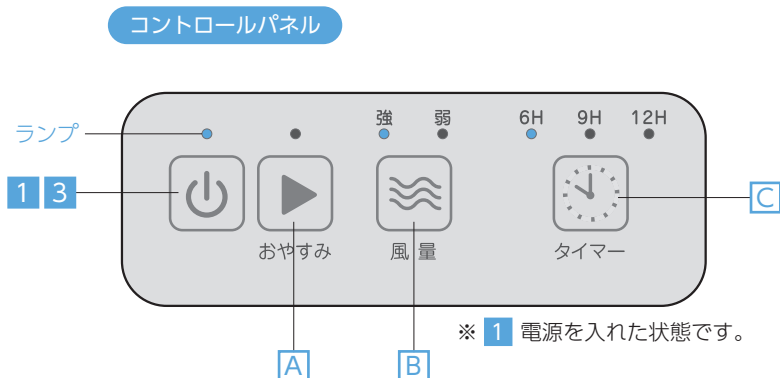 コントロールパネル
強 弱 6H 9H 12H
ランプ
1 3
C
おやすみ 風量 タイマー
※ 1 電源を入れた状態です。
A B